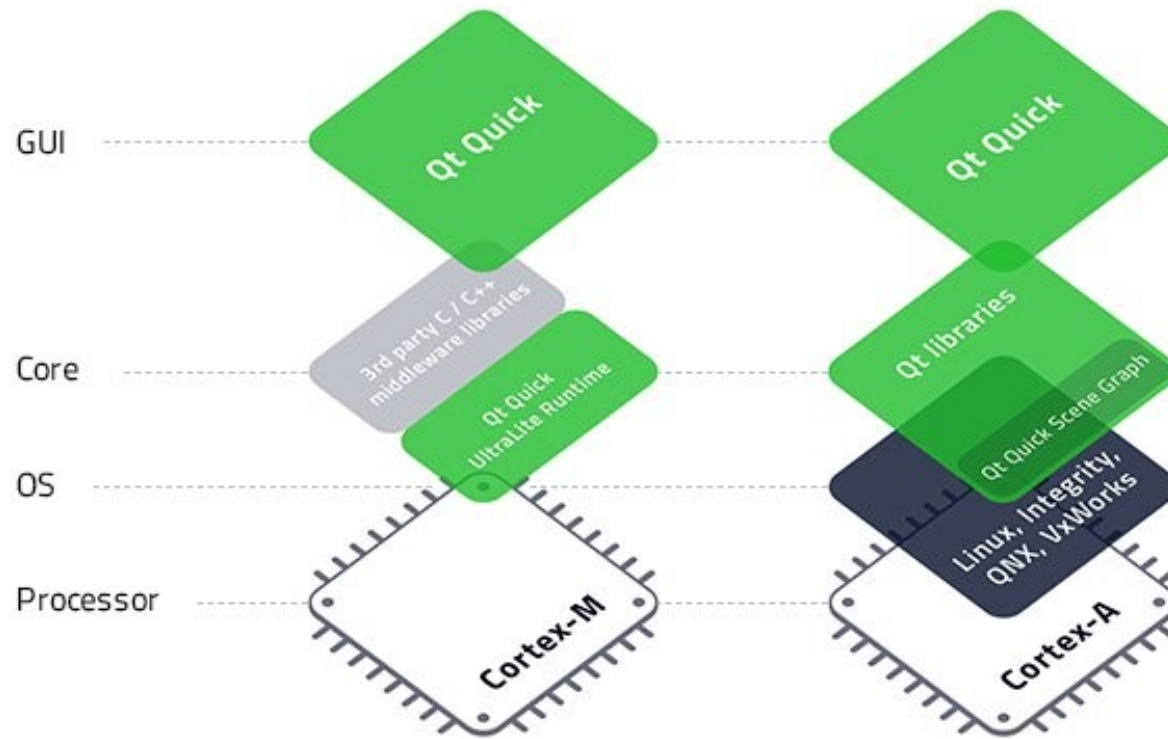 GUI
Qt Quick
Qt Quick
Core
3rd party C / C++
middleware libraries
Qt Quick
UltraLite Runtime
Qt libraries
Qt Quick Scene Graph
OS
Linux, Integrity,
QNX, VxWorks
Processor
Cortex-M
Cortex-A